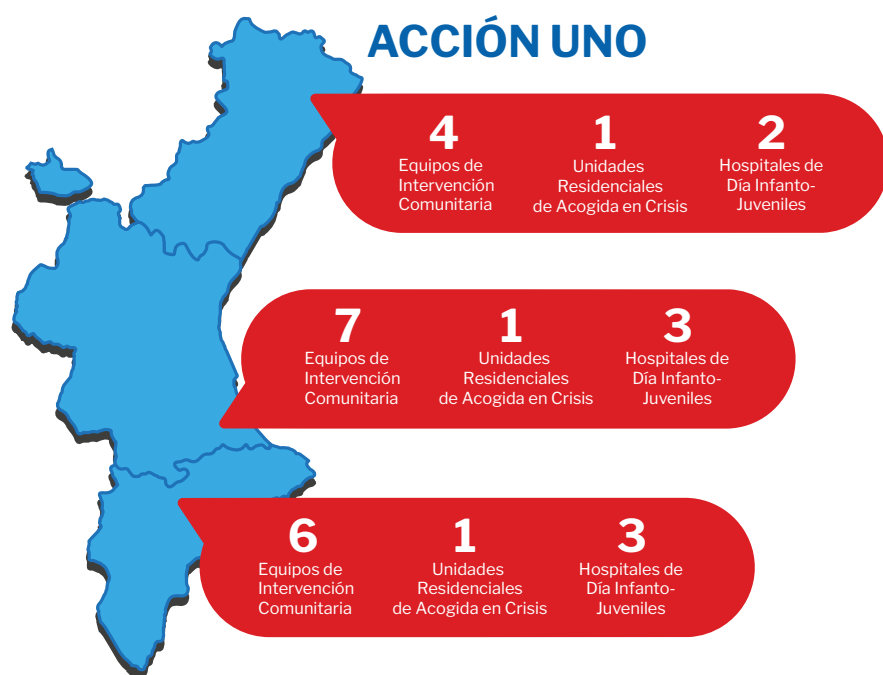 ACCIÓN UNO
4
Equipos de
Intervención
Comunitaria
1
Unidades
Residenciales
de Acogida en Crisis
2
Hospitales de
Día Infanto-
Juveniles
7
Equipos de
Intervención
Comunitaria
1
Unidades
Residenciales
de Acogida en Crisis
3
Hospitales de
Día Infanto-
Juveniles
6
Equipos de
Intervención
Comunitaria
1
Unidades
Residenciales
de Acogida en Crisis
3
Hospitales de
Día Infanto-
Juveniles